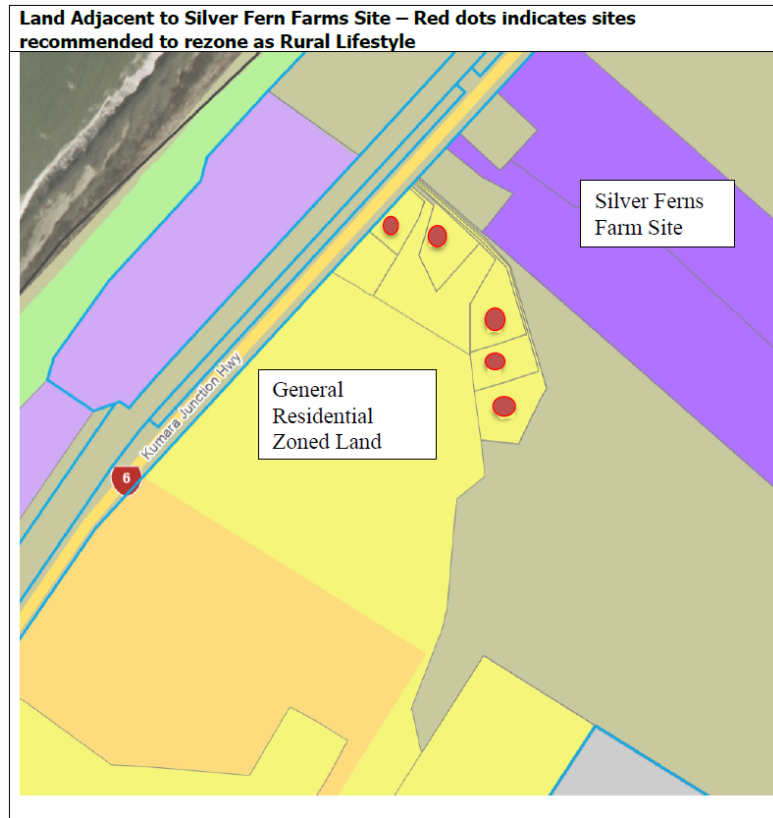 Land Adjacent to Silver Fern Farms Site – Red dots indicates sites
recommended to rezone as Rural Lifestyle
Silver Ferns
Farm Site
General
Residential
Zoned Land
Kumara Junction Hwy
6